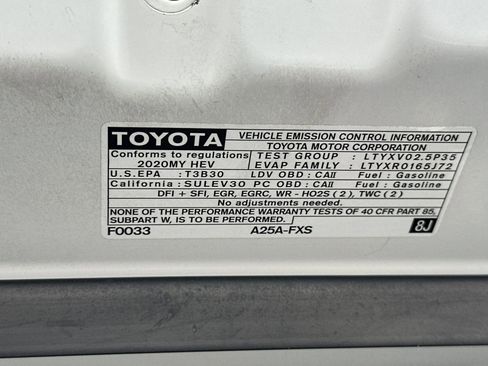 TOYOTA VEHICLE EMISSION CONTROL INFORMATION
TOYOTA MOTOR CORPORATION
Conforms to regulations TEST GROUP : LTYXV02.5P35
2020MY HEV EVAP FAMILY : LTYXR0165J72
U.S.EPA : T3B30 LDV OBD : CAII Fuel : Gasoline
California : SULEV30 PC OBD : CAII Fuel : Gasoline
DFI + SFI, EGR, EGRC, WR - HO2S ( 2 ), TWC ( 2 )
No adjustments needed.
NONE OF THE PERFORMANCE WARRANTY TESTS OF 40 CFR PART 85,
SUBPART W, IS TO BE PERFORMED.
F0033 A25A-FXS 8J